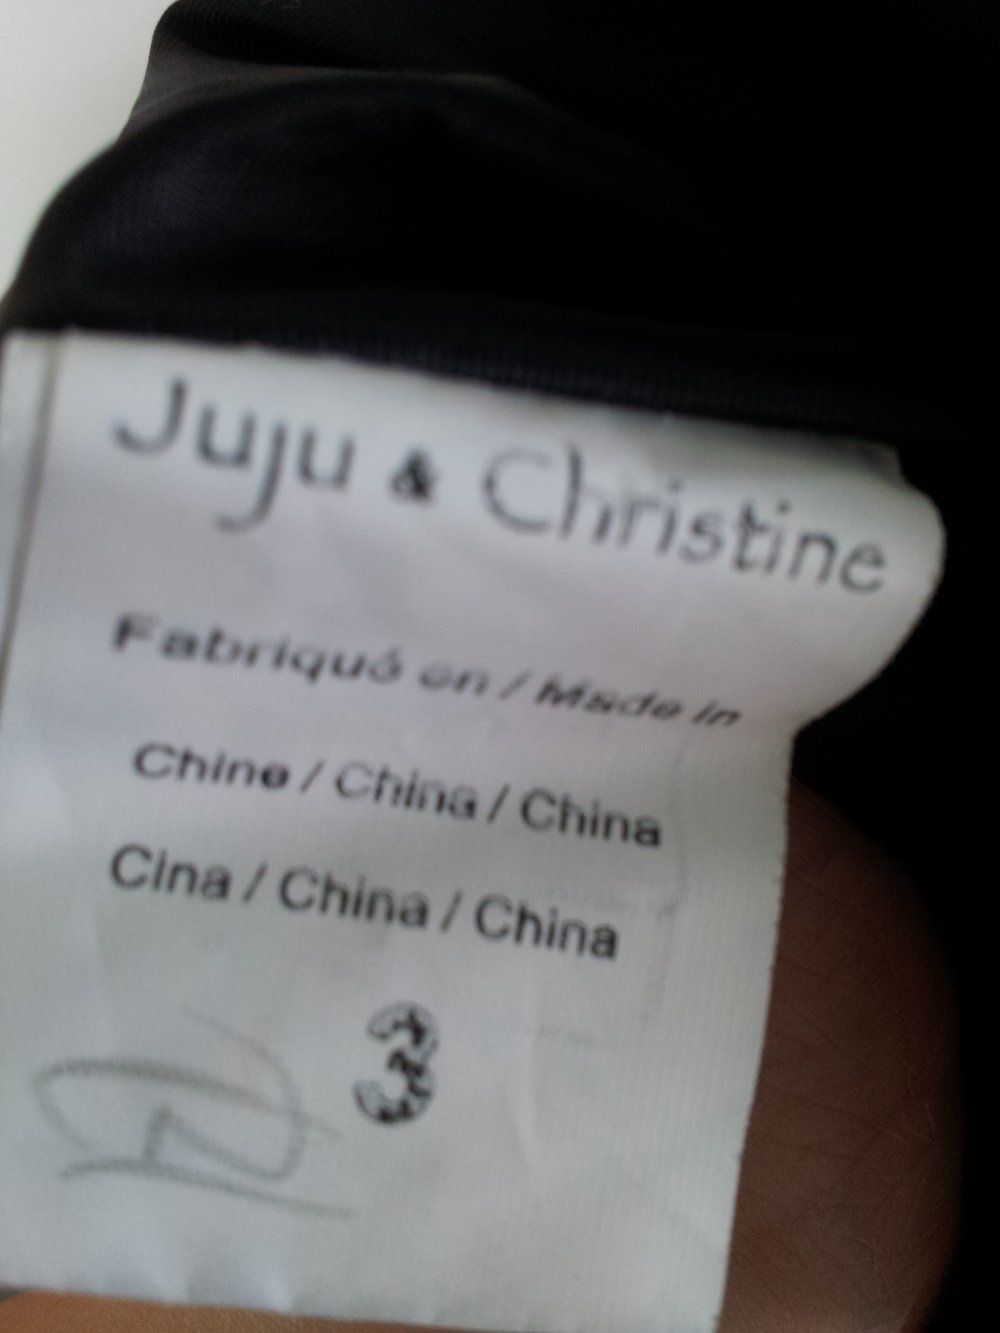 Juju & Christine
Fabriqué en / Made in
Chine / China / China
Cina / China / China
3